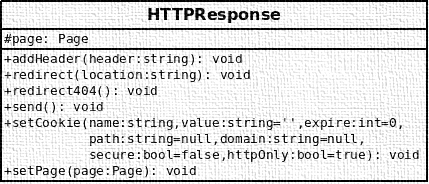 HTTPResponse
#page: Page
+addHeader(header:string): void
+redirect(location:string): void
+redirect404(): void
+send(): void
+setCookie(name:string,value:string='',expire:int=0,
path:string=null,domain:string=null,
secure:bool=false,httpOnly:bool=true): void
+setPage(page:Page): void